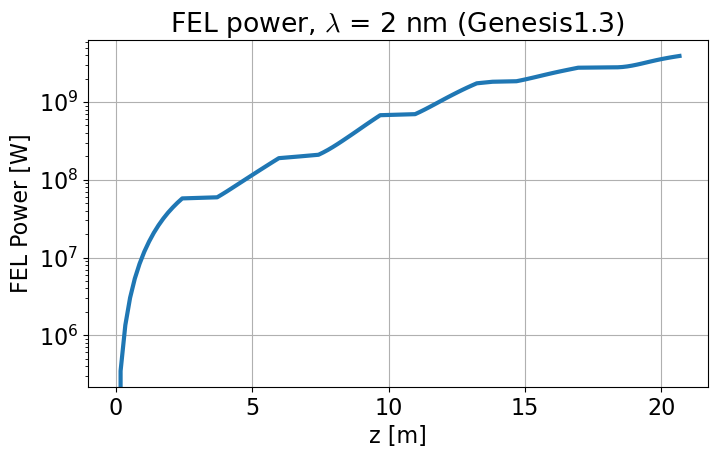 FEL power, λ = 2 nm (Genesis1.3)
FEL Power [W]
10⁹
10⁸
10⁷
10⁶
0 5 10 15 20
z [m]